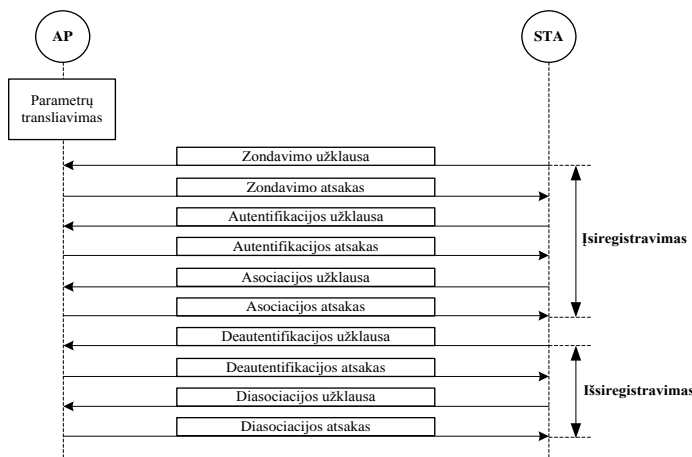 AP
STA
Parametrų
transliavimas
Zondavimo užklausa
Zondavimo atsakas
Autentifikacijos užklausa
Autentifikacijos atsakas
Įsiregistravimas
Asociacijos užklausa
Asociacijos atsakas
Deautentifikacijos užklausa
Deautentifikacijos atsakas
Išsiregistravimas
Diasociacijos užklausa
Diasociacijos atsakas